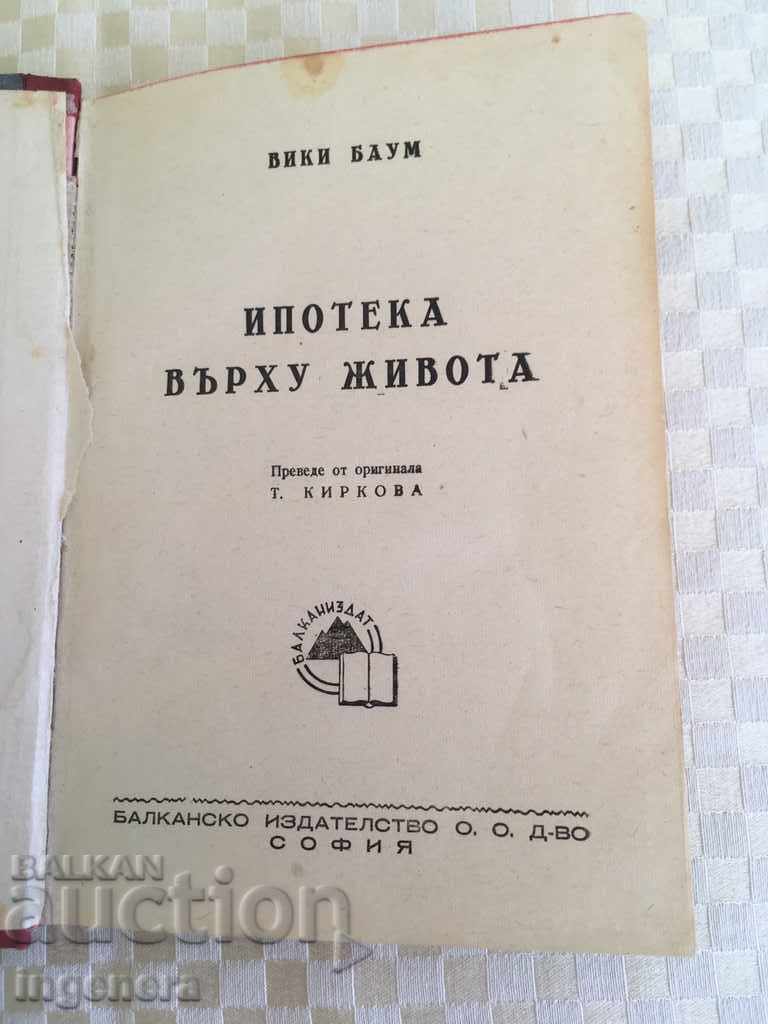 ВИКИ БАУМ
ИПОТЕКА
ВЪРХУ ЖИВОТА
Преведе от оригинала
Т. КИРКОВА
БАЛКАНИЗДАТ
БАЛКАНСКО ИЗДАТЕЛСТВО О. О. Д-ВО
СОФИЯ
BALKAN
auction
ingenera